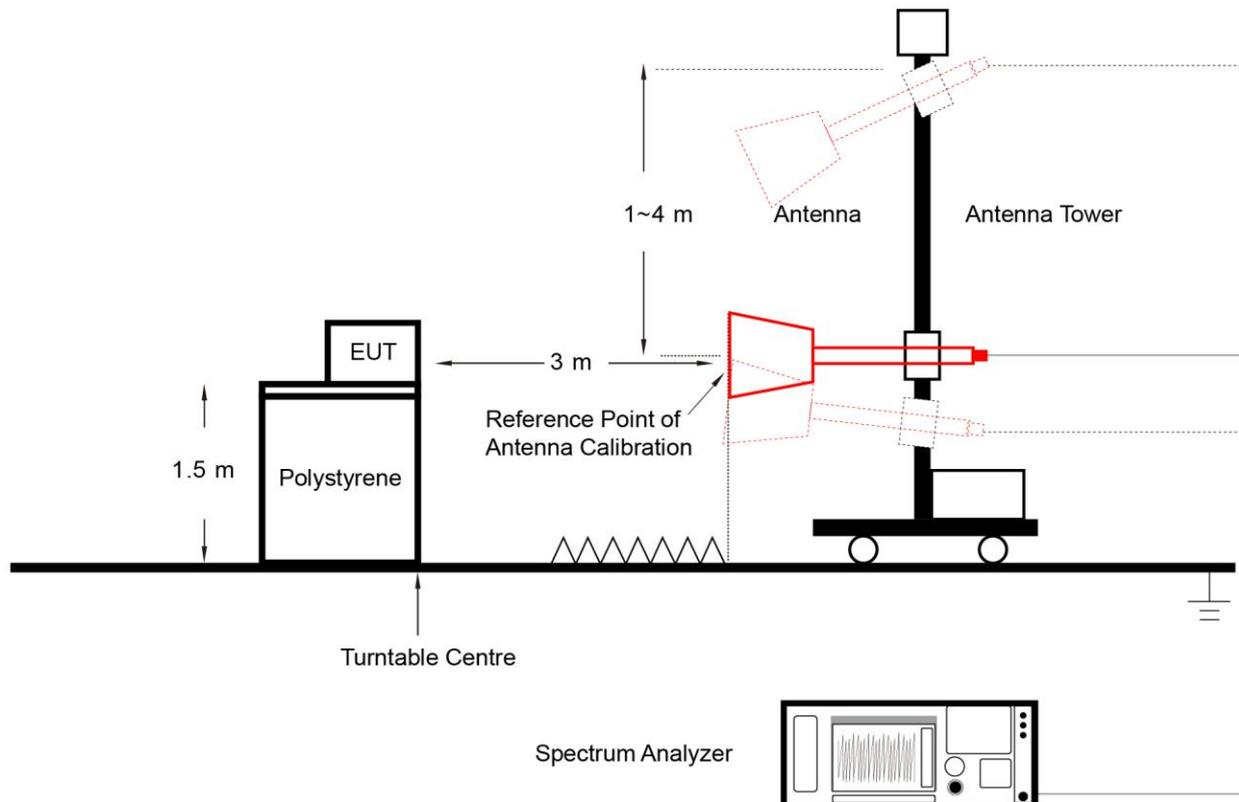 1~4 m
Antenna
Antenna Tower
EUT
3 m
Reference Point of
Antenna Calibration
1.5 m
Polystyrene
Turntable Centre
Spectrum Analyzer